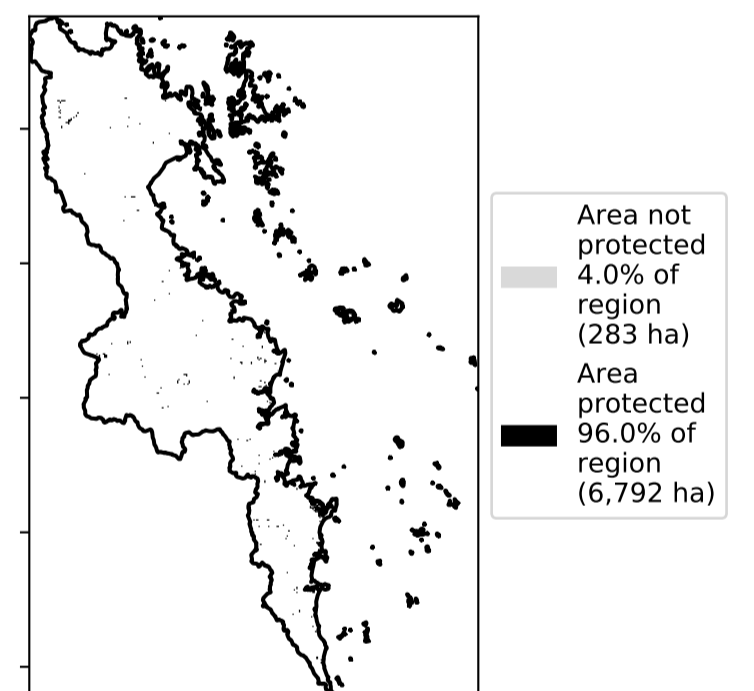 Area not
protected
4.0% of
region
(283 ha)
Area
protected
96.0% of
region
(6,792 ha)